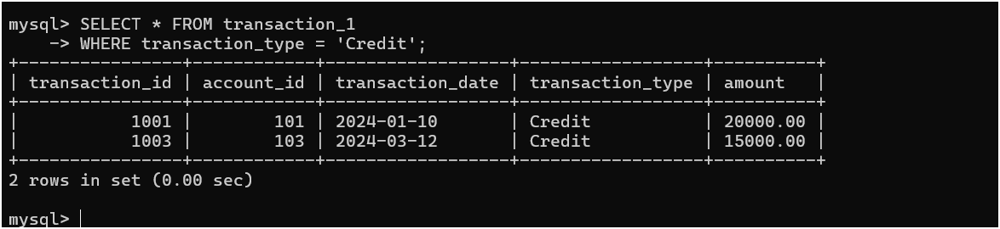 mysql> SELECT * FROM transaction_1
    -> WHERE transaction_type = 'Credit';
+----------------+------------+------------------+------------------+----------+
| transaction_id | account_id | transaction_date | transaction_type | amount   |
+----------------+------------+------------------+------------------+----------+
|           1001 |        101 | 2024-01-10       | Credit           | 20000.00 |
|           1003 |        103 | 2024-03-12       | Credit           | 15000.00 |
+----------------+------------+------------------+------------------+----------+
2 rows in set (0.00 sec)
mysql>